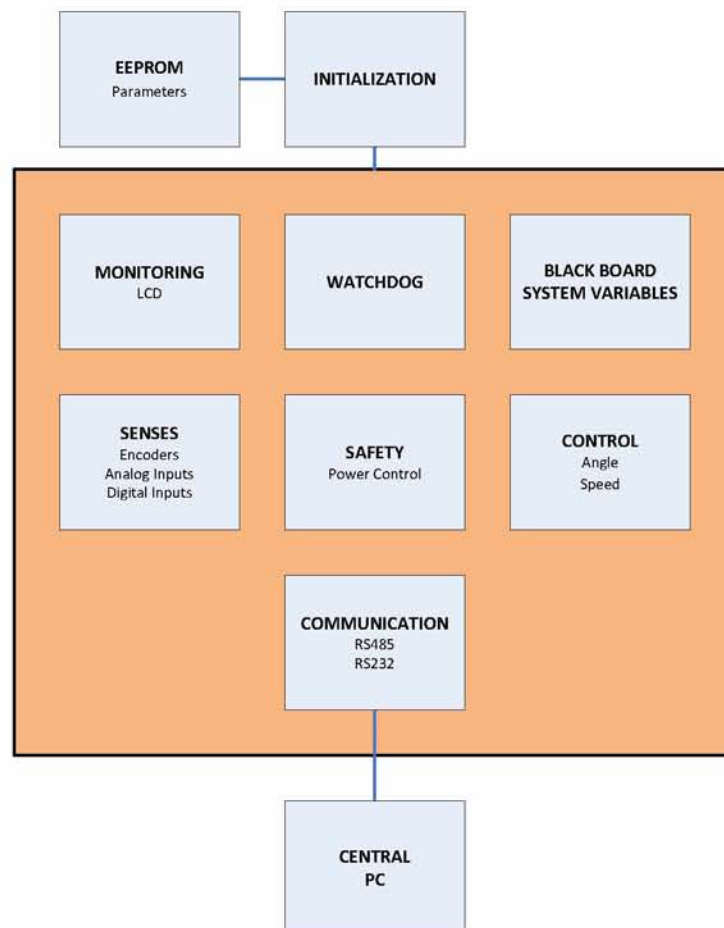 EEPROM
Parameters
INITIALIZATION
MONITORING
LCD
WATCHDOG
BLACK BOARD
SYSTEM VARIABLES
SENSES
Encoders
Analog Inputs
Digital Inputs
SAFETY
Power Control
CONTROL
Angle
Speed
COMMUNICATION
RS485
RS232
CENTRAL
PC